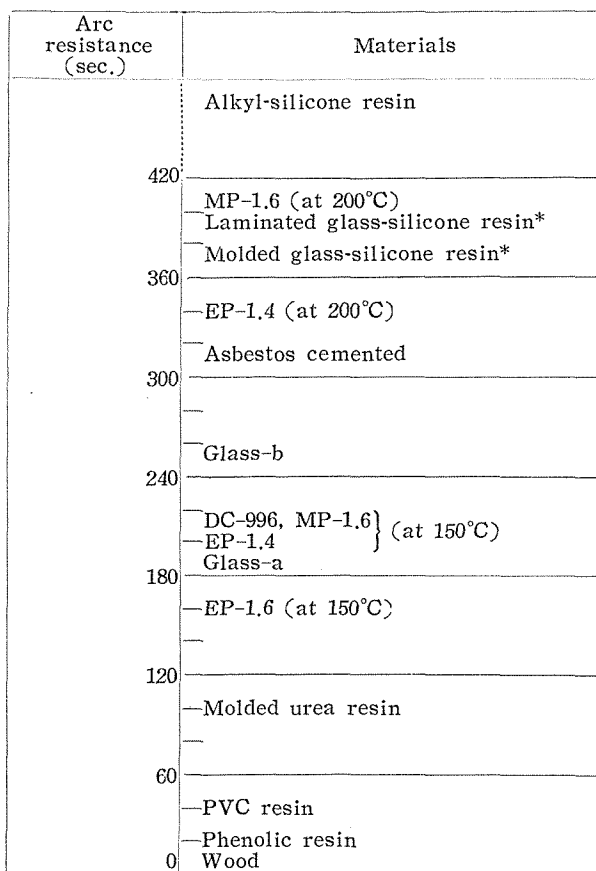 Arc
resistance
(sec.)
Materials
Alkyl-silicone resin
420
MP-1.6 (at 200°C)
Laminated glass-silicone resin*
Molded glass-silicone resin*
360
EP-1.4 (at 200°C)
Asbestos cemented
300
Glass-b
240
DC-996, MP-1.6
EP-1.4
} (at 150°C)
Glass-a
180
EP-1.6 (at 150°C)
120
Molded urea resin
60
PVC resin
Phenolic resin
0 Wood